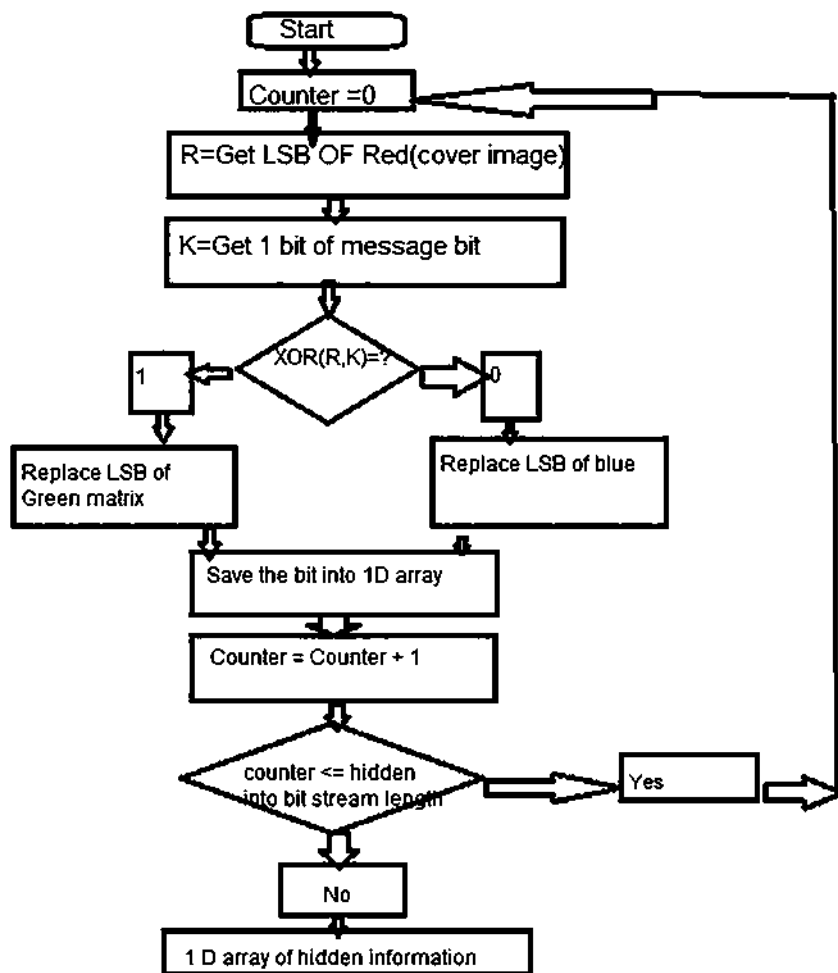 Start
Counter =0
R=Get LSB OF Red(cover image)
K=Get 1 bit of message bit
XOR(R,K)=?
1
0
Replace LSB of
Green matrix
Replace LSB of blue
Save the bit into 1D array
Counter = Counter + 1
counter <= hidden
into bit stream length
Yes
No
1 D array of hidden information